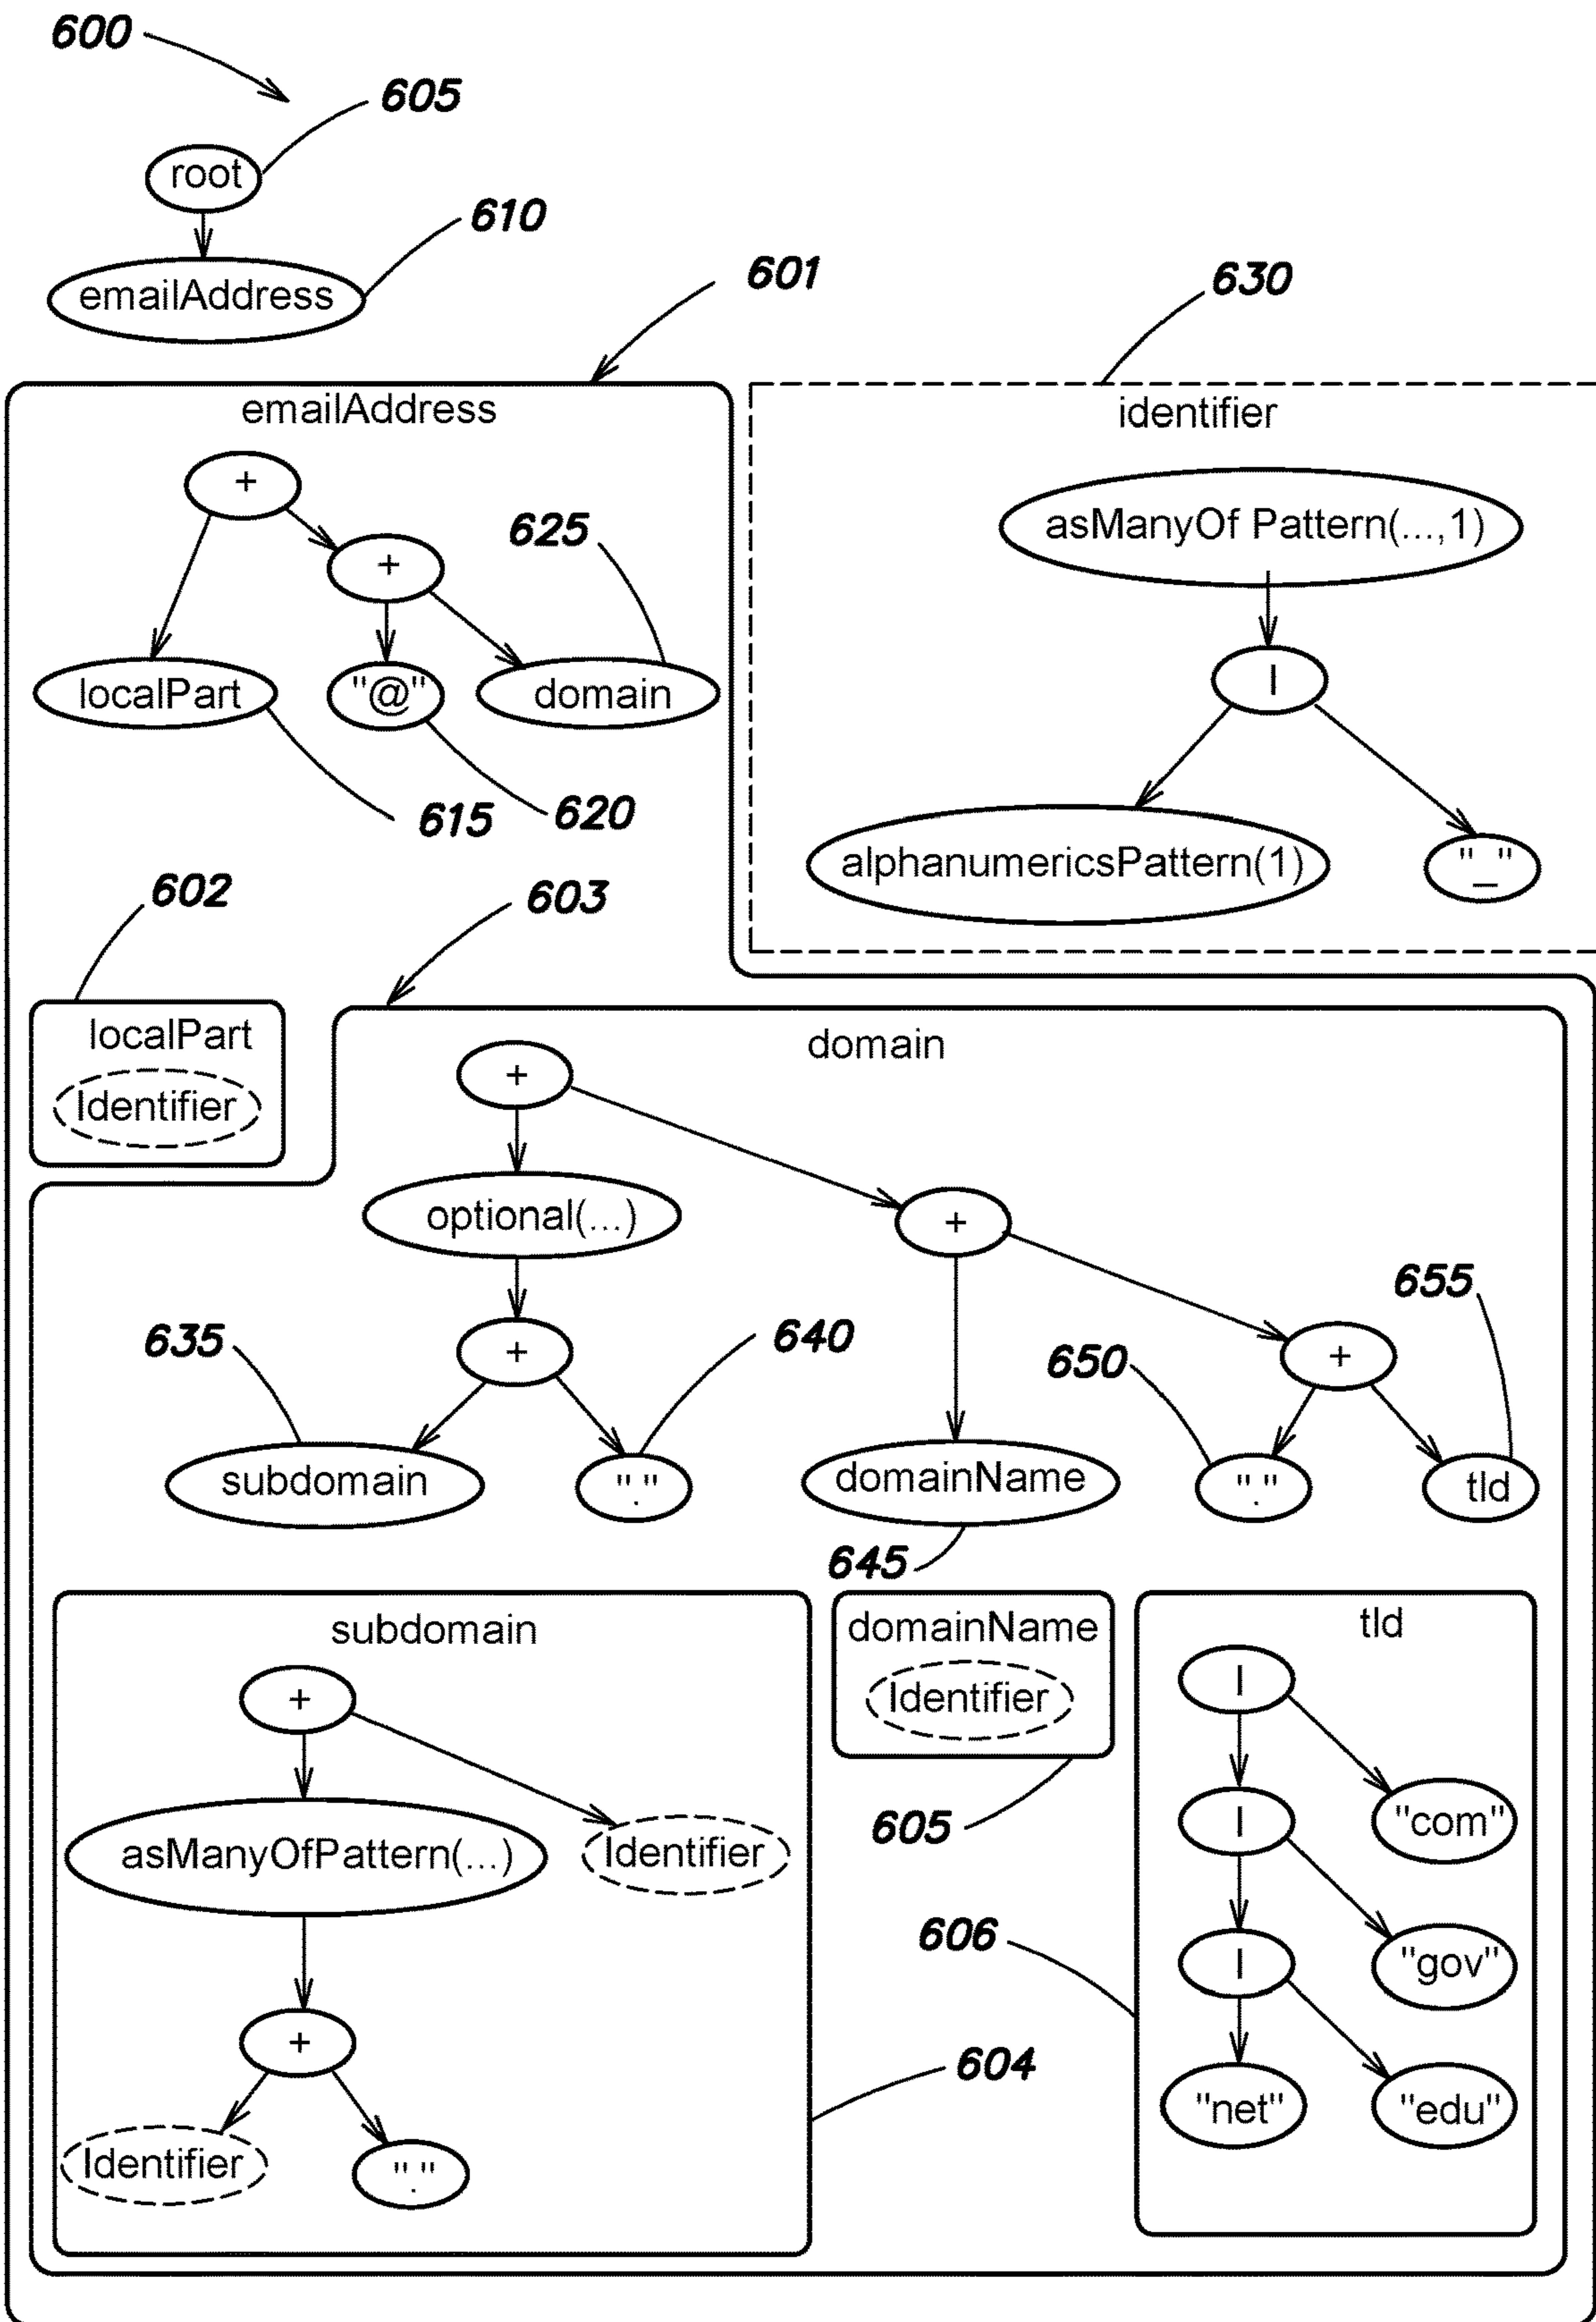 600
605
root
610
emailAddress
601
630
emailAddress
identifier
+
625
asManyOf Pattern(...,1)
+
|
localPart
"@"
domain
615
620
alphanumericsPattern(1)
"_"
602
603
localPart
domain
Identifier
+
optional(...)
+
655
635
+
640
650
+
subdomain
"."
domainName
"."
tld
645
subdomain
domainName
tld
+
Identifier
|
605
"com"
asManyOfPattern(...)
Identifier
|
606
"gov"
|
+
604
"net"
"edu"
Identifier
"."